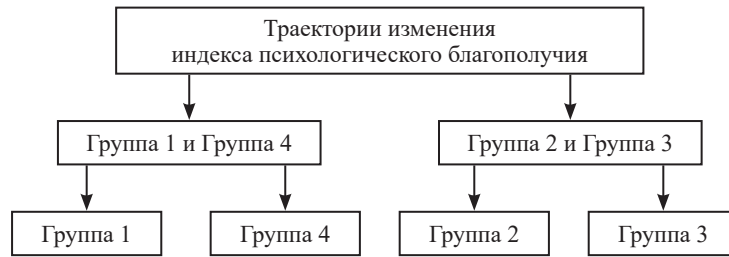 Траектории изменения
индекса психологического благополучия
Группа 1 и Группа 4
Группа 2 и Группа 3
Группа 1
Группа 4
Группа 2
Группа 3